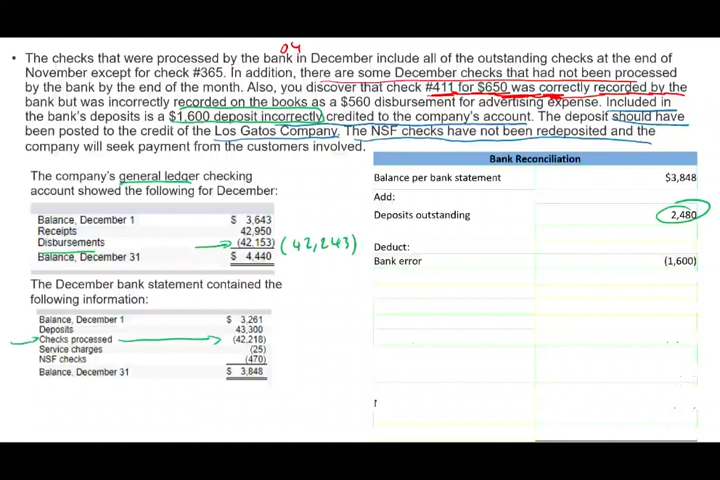 04
• The checks that were processed by the bank in December include all of the outstanding checks at the end of
November except for check #365. In addition, there are some December checks that had not been processed
by the bank by the end of the month. Also, you discover that check #411 for $650 was correctly recorded by the
bank but was incorrectly recorded on the books as a $560 disbursement for advertising expense. Included in
the bank's deposits is a $1,600 deposit incorrectly credited to the company's account. The deposit should have
been posted to the credit of the Los Gatos Company. The NSF checks have not been redeposited and the
company will seek payment from the customers involved.
The company's general ledger checking
account showed the following for December:
Balance, December 1 $ 3,643
Receipts 42,950
Disbursements (42,153) (42,243)
Balance, December 31 $ 4,440
The December bank statement contained the
following information:
Balance, December 1 $ 3,261
Deposits 43,300
Checks processed (42,218)
Service charges (25)
NSF checks (470)
Balance, December 31 $ 3,848
Bank Reconciliation
Balance per bank statement $3,848
Add:
Deposits outstanding 2,480
Deduct:
Bank error (1,600)